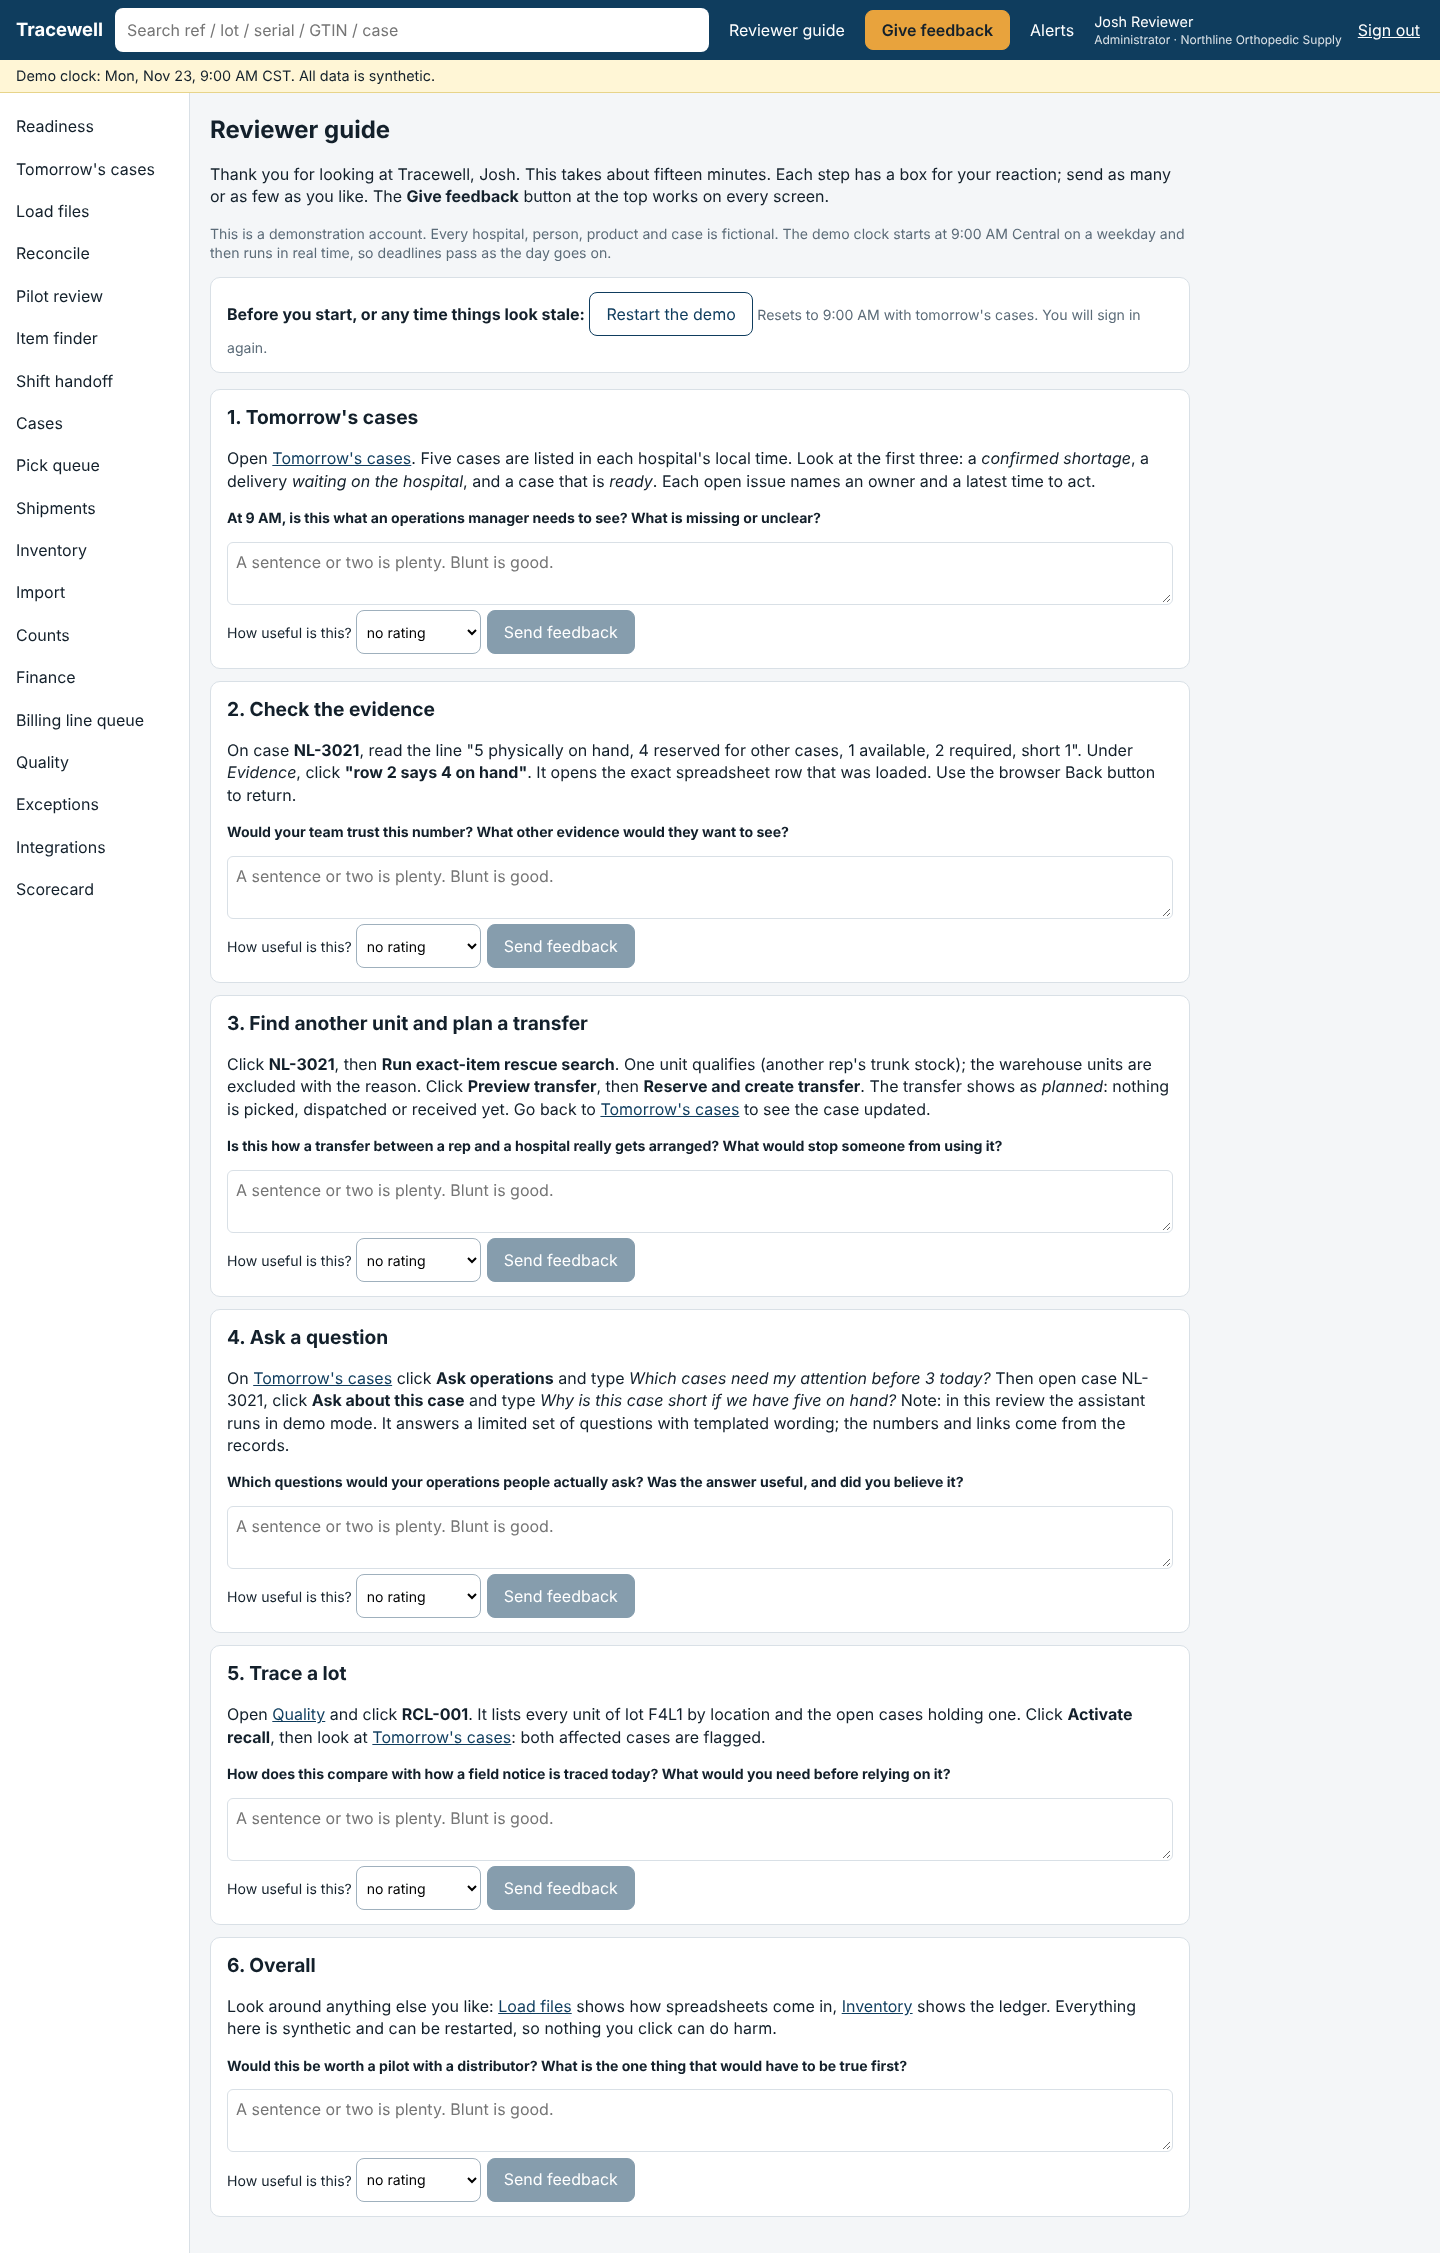 Tracewell
Search ref / lot / serial / GTIN / case
Reviewer guide
Give feedback
Alerts
Josh Reviewer
Administrator · Northline Orthopedic Supply
Sign out
Demo clock: Mon, Nov 23, 9:00 AM CST. All data is synthetic.
Readiness
Tomorrow's cases
Load files
Reconcile
Pilot review
Item finder
Shift handoff
Cases
Pick queue
Shipments
Inventory
Import
Counts
Finance
Billing line queue
Quality
Exceptions
Integrations
Scorecard
Reviewer guide
Thank you for looking at Tracewell, Josh. This takes about fifteen minutes. Each step has a box for your reaction; send as many
or as few as you like. The Give feedback button at the top works on every screen.
This is a demonstration account. Every hospital, person, product and case is fictional. The demo clock starts at 9:00 AM Central on a weekday and
then runs in real time, so deadlines pass as the day goes on.
Before you start, or any time things look stale: Restart the demo Resets to 9:00 AM with tomorrow's cases. You will sign in
again.
1. Tomorrow's cases
Open Tomorrow's cases. Five cases are listed in each hospital's local time. Look at the first three: a confirmed shortage, a
delivery waiting on the hospital, and a case that is ready. Each open issue names an owner and a latest time to act.
At 9 AM, is this what an operations manager needs to see? What is missing or unclear?
A sentence or two is plenty. Blunt is good.
How useful is this? no rating Send feedback
2. Check the evidence
On case NL-3021, read the line "5 physically on hand, 4 reserved for other cases, 1 available, 2 required, short 1". Under
Evidence, click "row 2 says 4 on hand". It opens the exact spreadsheet row that was loaded. Use the browser Back button
to return.
Would your team trust this number? What other evidence would they want to see?
A sentence or two is plenty. Blunt is good.
How useful is this? no rating Send feedback
3. Find another unit and plan a transfer
Click NL-3021, then Run exact-item rescue search. One unit qualifies (another rep's trunk stock); the warehouse units are
excluded with the reason. Click Preview transfer, then Reserve and create transfer. The transfer shows as planned: nothing
is picked, dispatched or received yet. Go back to Tomorrow's cases to see the case updated.
Is this how a transfer between a rep and a hospital really gets arranged? What would stop someone from using it?
A sentence or two is plenty. Blunt is good.
How useful is this? no rating Send feedback
4. Ask a question
On Tomorrow's cases click Ask operations and type Which cases need my attention before 3 today? Then open case NL-
3021, click Ask about this case and type Why is this case short if we have five on hand? Note: in this review the assistant
runs in demo mode. It answers a limited set of questions with templated wording; the numbers and links come from the
records.
Which questions would your operations people actually ask? Was the answer useful, and did you believe it?
A sentence or two is plenty. Blunt is good.
How useful is this? no rating Send feedback
5. Trace a lot
Open Quality and click RCL-001. It lists every unit of lot F4L1 by location and the open cases holding one. Click Activate
recall, then look at Tomorrow's cases: both affected cases are flagged.
How does this compare with how a field notice is traced today? What would you need before relying on it?
A sentence or two is plenty. Blunt is good.
How useful is this? no rating Send feedback
6. Overall
Look around anything else you like: Load files shows how spreadsheets come in, Inventory shows the ledger. Everything
here is synthetic and can be restarted, so nothing you click can do harm.
Would this be worth a pilot with a distributor? What is the one thing that would have to be true first?
A sentence or two is plenty. Blunt is good.
How useful is this? no rating Send feedback